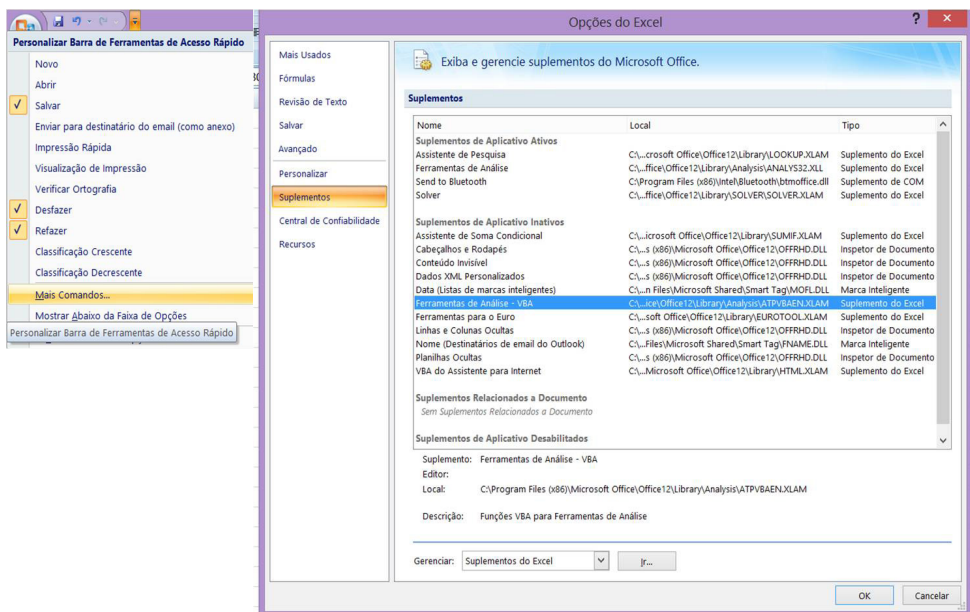 Personalizar Barra de Ferramentas de Acesso Rápido
Novo
Abrir
Salvar
Enviar para destinatário do email (como anexo)
Impressão Rápida
Visualização de Impressão
Verificar Ortografia
Desfazer
Refazer
Classificação Crescente
Classificação Decrescente
Mais Comandos...
Mostrar Abaixo da Faixa de Opções
Personalizar Barra de Ferramentas de Acesso Rápido
Opções do Excel
Mais Usados
Fórmulas
Revisão de Texto
Salvar
Avançado
Personalizar
Suplementos
Central de Confiabilidade
Recursos
Exiba e gerencie suplementos do Microsoft Office.
Suplementos
Nome Local Tipo
Suplementos de Aplicativo Ativos
Assistente de Pesquisa C:\...crosoft Office\Office12\Library\LOOKUP.XLAM Suplemento do Excel
Ferramentas de Análise C:\...ffice\Office12\Library\Analysis\ANALYS32.XLL Suplemento do Excel
Send to Bluetooth C:\Program Files (x86)\Intel\Bluetooth\btmoffice.dll Suplemento de COM
Solver C:\...ffice\Office12\Library\SOLVER\SOLVER.XLAM Suplemento do Excel
Suplementos de Aplicativo Inativos
Assistente de Soma Condicional C:\...icrosoft Office\Office12\Library\SUMIF.XLAM Suplemento do Excel
Cabeçalhos e Rodapés C:\...s (x86)\Microsoft Office\Office12\OFFRHD.DLL Inspetor de Documento
Conteúdo Invisível C:\...s (x86)\Microsoft Office\Office12\OFFRHD.DLL Inspetor de Documento
Dados XML Personalizados C:\...s (x86)\Microsoft Office\Office12\OFFRHD.DLL Inspetor de Documento
Data (Listas de marcas inteligentes) C:\...n Files\Microsoft Shared\Smart Tag\MOFL.DLL Marca Inteligente
Ferramentas de Análise - VBA C:\...ice\Office12\Library\Analysis\ATPVBAEN.XLAM Suplemento do Excel
Ferramentas para o Euro C:\...soft Office\Office12\Library\EUROTOOL.XLAM Suplemento do Excel
Linhas e Colunas Ocultas C:\...s (x86)\Microsoft Office\Office12\OFFRHD.DLL Inspetor de Documento
Nome (Destinatários de email do Outlook) C:\...Files\Microsoft Shared\Smart Tag\FNAME.DLL Marca Inteligente
Planilhas Ocultas C:\...s (x86)\Microsoft Office\Office12\OFFRHD.DLL Inspetor de Documento
VBA do Assistente para Internet C:\...Microsoft Office\Office12\Library\HTML.XLAM Suplemento do Excel
Suplementos Relacionados a Documento
Sem Suplementos Relacionados a Documento
Suplementos de Aplicativo Desabilitados
Suplemento: Ferramentas de Análise - VBA
Editor:
Local: C:\Program Files (x86)\Microsoft Office\Office12\Library\Analysis\ATPVBAEN.XLAM
Descrição: Funções VBA para Ferramentas de Análise
Gerenciar: Suplementos do Excel Ir...
OK Cancelar